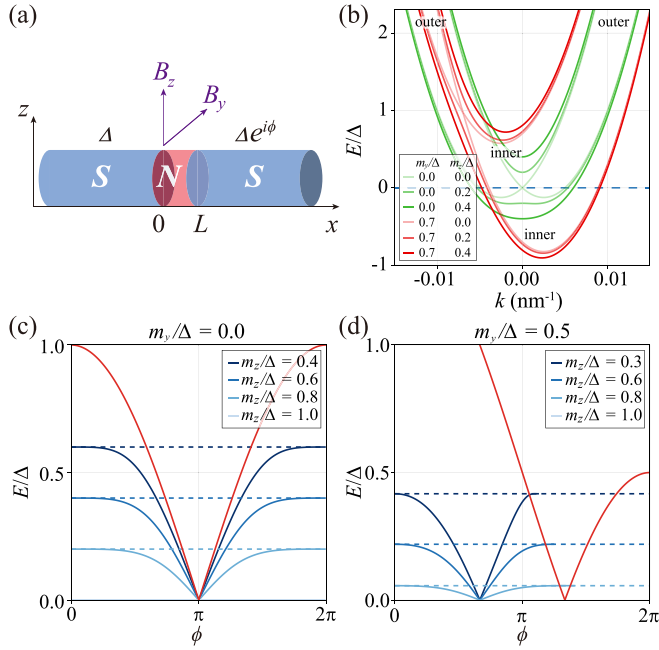 (a)
B_z
B_y
z
Δ
Δe^{iϕ}
S
N
S
0
L
x
(b)
outer
outer
2
E/Δ
1
inner
m_y/Δ m_z/Δ
0.0 0.0
0.0 0.2
0.0 0.4
0.7 0.0
0.7 0.2
0.7 0.4
0
inner
-1
-0.01 0.00 0.01
k (nm⁻¹)
(c)
m_y/Δ = 0.0
1.0
m_z/Δ = 0.4
m_z/Δ = 0.6
m_z/Δ = 0.8
m_z/Δ = 1.0
E/Δ
0.5
0.0
0 π 2π
ϕ
(d)
m_y/Δ = 0.5
1.0
m_z/Δ = 0.3
m_z/Δ = 0.6
m_z/Δ = 0.8
m_z/Δ = 1.0
E/Δ
0.5
0.0
0 π 2π
ϕ